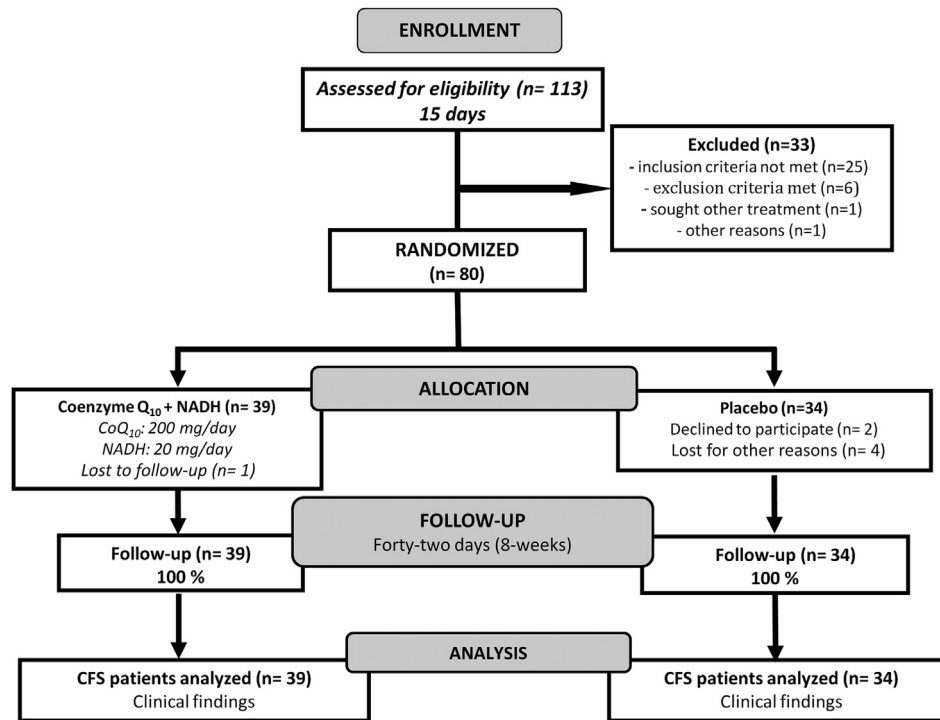 ENROLLMENT
Assessed for eligibility (n= 113)
15 days
Excluded (n=33)
- inclusion criteria not met (n=25)
- exclusion criteria met (n=6)
- sought other treatment (n=1)
- other reasons (n=1)
RANDOMIZED
(n= 80)
ALLOCATION
Coenzyme Q10 + NADH (n= 39)
CoQ10: 200 mg/day
NADH: 20 mg/day
Lost to follow-up (n= 1)
Placebo (n=34)
Declined to participate (n= 2)
Lost for other reasons (n= 4)
FOLLOW-UP
Forty-two days (8-weeks)
Follow-up (n= 39)
100 %
Follow-up (n= 34)
100 %
ANALYSIS
CFS patients analyzed (n= 39)
Clinical findings
CFS patients analyzed (n= 34)
Clinical findings